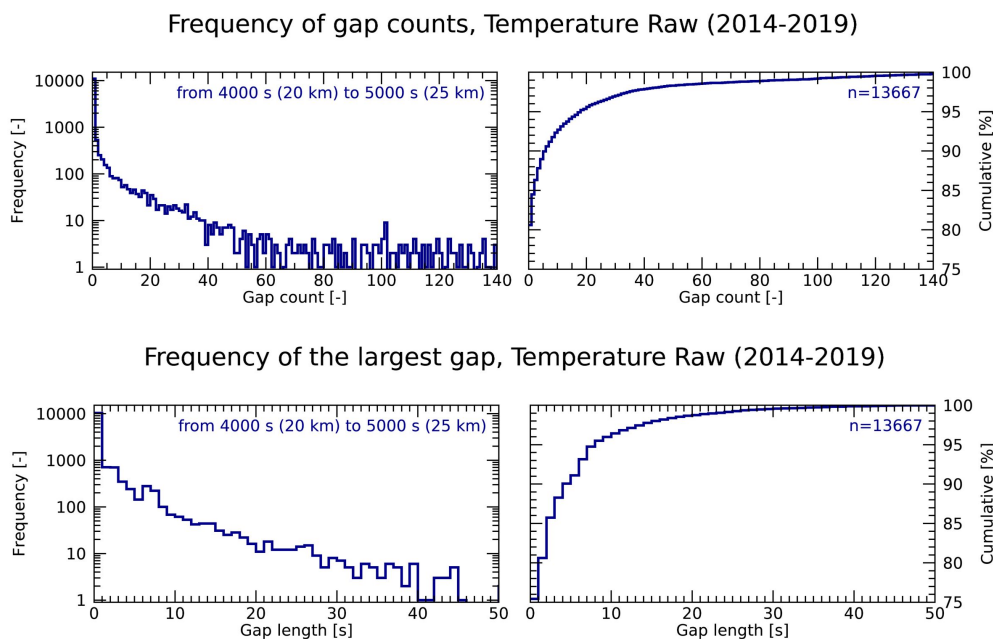 Frequency of gap counts, Temperature Raw (2014-2019)
10000
1000
100
10
1
Frequency [-]
from 4000 s (20 km) to 5000 s (25 km)
0 20 40 60 80 100 120 140
Gap count [-]
n=13667
100
95
90
85
80
75
Cumulative [%]
0 20 40 60 80 100 120 140
Gap count [-]
Frequency of the largest gap, Temperature Raw (2014-2019)
10000
1000
100
10
1
Frequency [-]
from 4000 s (20 km) to 5000 s (25 km)
0 10 20 30 40 50
Gap length [s]
n=13667
100
95
90
85
80
75
Cumulative [%]
0 10 20 30 40 50
Gap length [s]